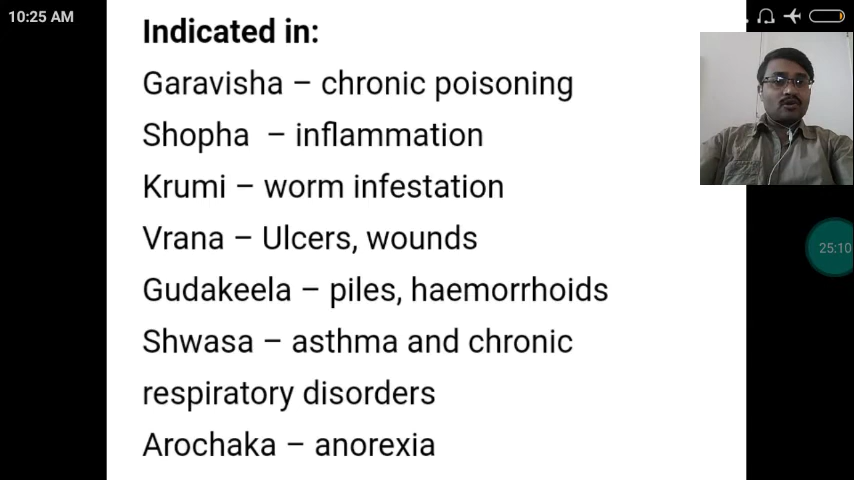 10:25 AM
Indicated in:
Garavisha – chronic poisoning
Shopha – inflammation
Krumi – worm infestation
Vrana – Ulcers, wounds
Gudakeela – piles, haemorrhoids
Shwasa – asthma and chronic
respiratory disorders
Arochaka – anorexia
25:10